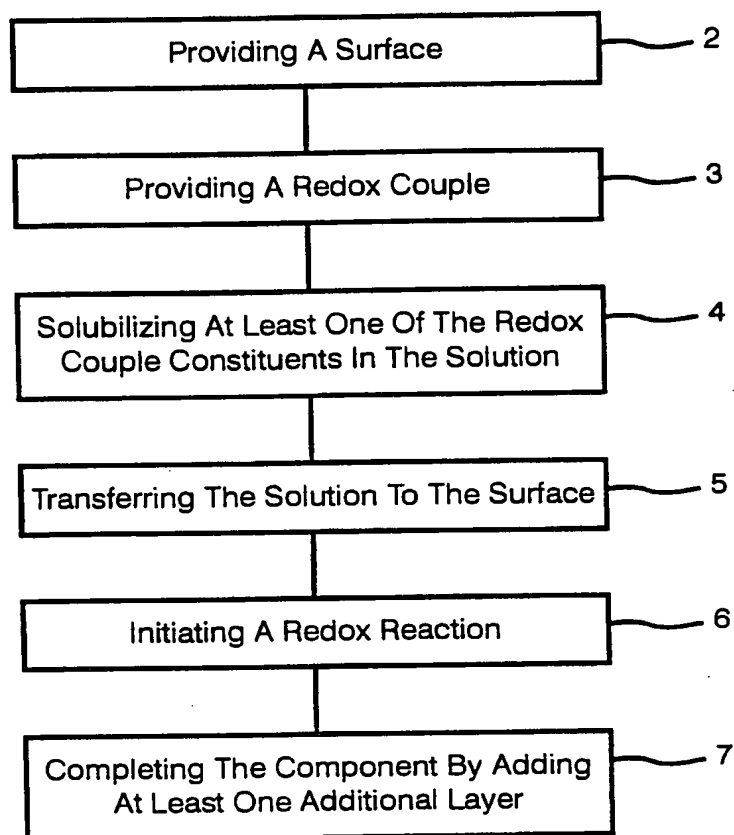 Providing A Surface
2
Providing A Redox Couple
3
Solubilizing At Least One Of The Redox
Couple Constituents In The Solution
4
Transferring The Solution To The Surface
5
Initiating A Redox Reaction
6
Completing The Component By Adding
At Least One Additional Layer
7